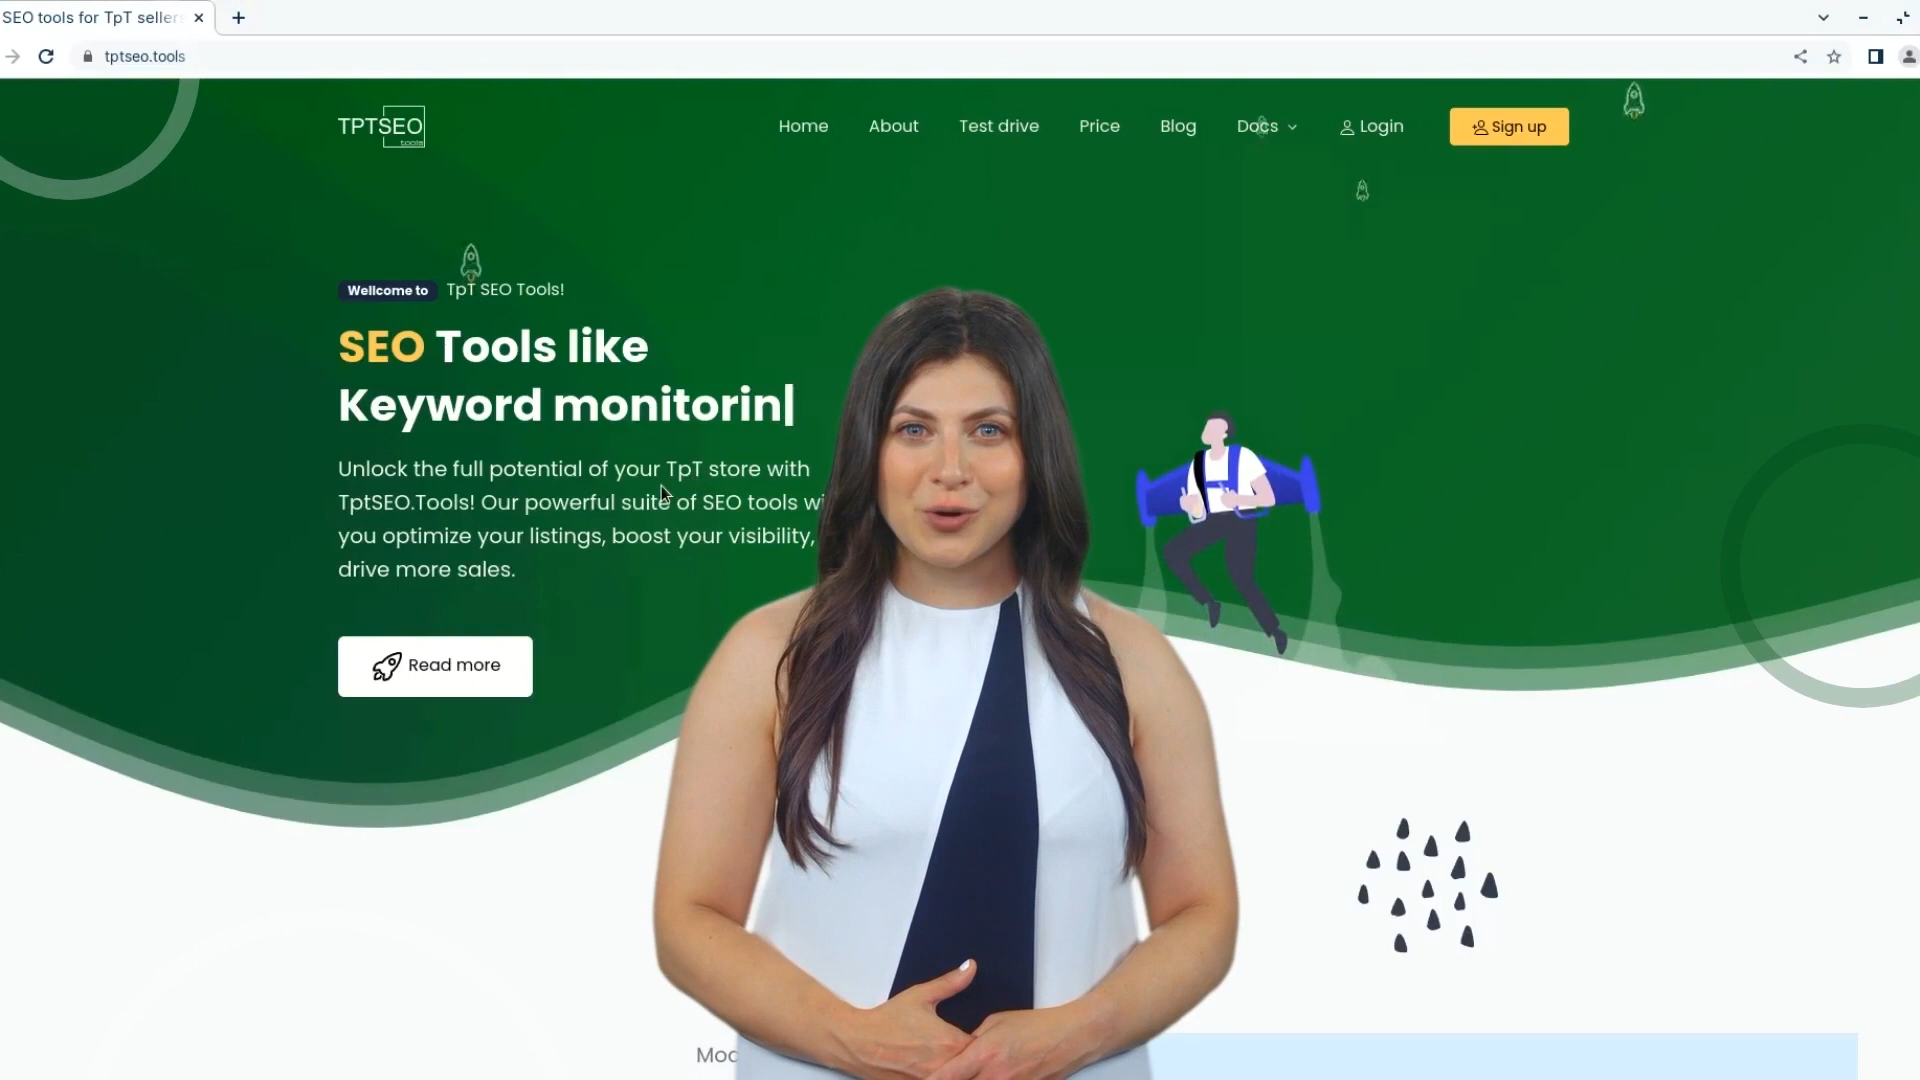 SEO tools for TpT seller
tptseo.tools
TPTSEO
tools
Home About Test drive Price Blog Docs Login Sign up
Wellcome to TpT SEO Tools!
SEO Tools like
Keyword monitorin
Unlock the full potential of your TpT store with
TptSEO.Tools! Our powerful suite of SEO tools
you optimize your listings, boost your visibility,
drive more sales.
Read more